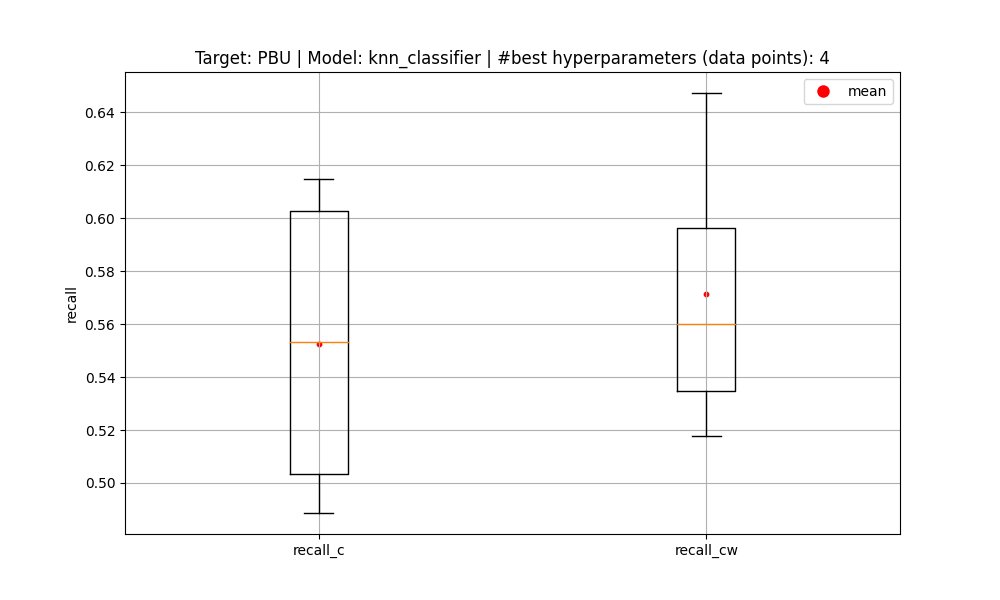 Target: PBU | Model: knn_classifier | #best hyperparameters (data points): 4
mean
0.64
0.62
0.60
0.58
0.56
0.54
0.52
0.50
recall
recall_c
recall_cw